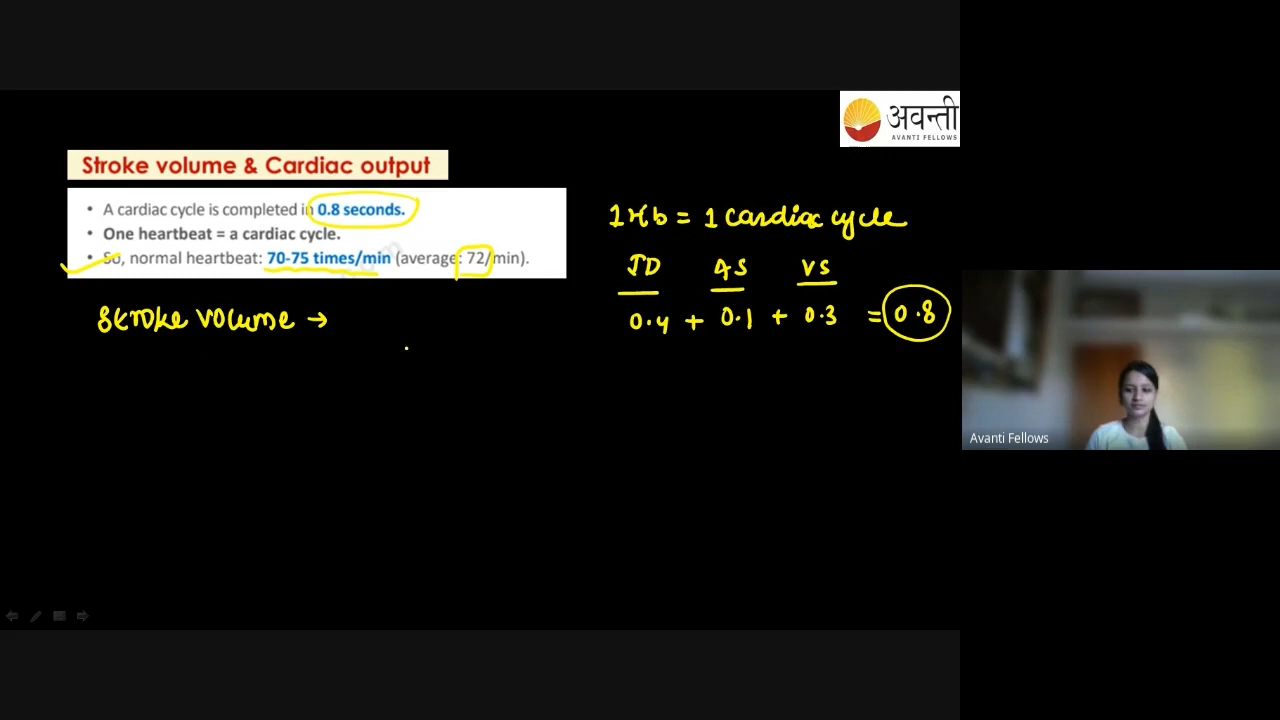 अवन्ती
AVANTI FELLOWS
Stroke volume & Cardiac output
• A cardiac cycle is completed in 0.8 seconds.
• One heartbeat = a cardiac cycle.
• So, normal heartbeat: 70-75 times/min (average: 72/min).
1Hb = 1 cardiac cycle
JD AS VS
0.4 + 0.1 + 0.3 = 0.8
Stroke volume →
Avanti Fellows